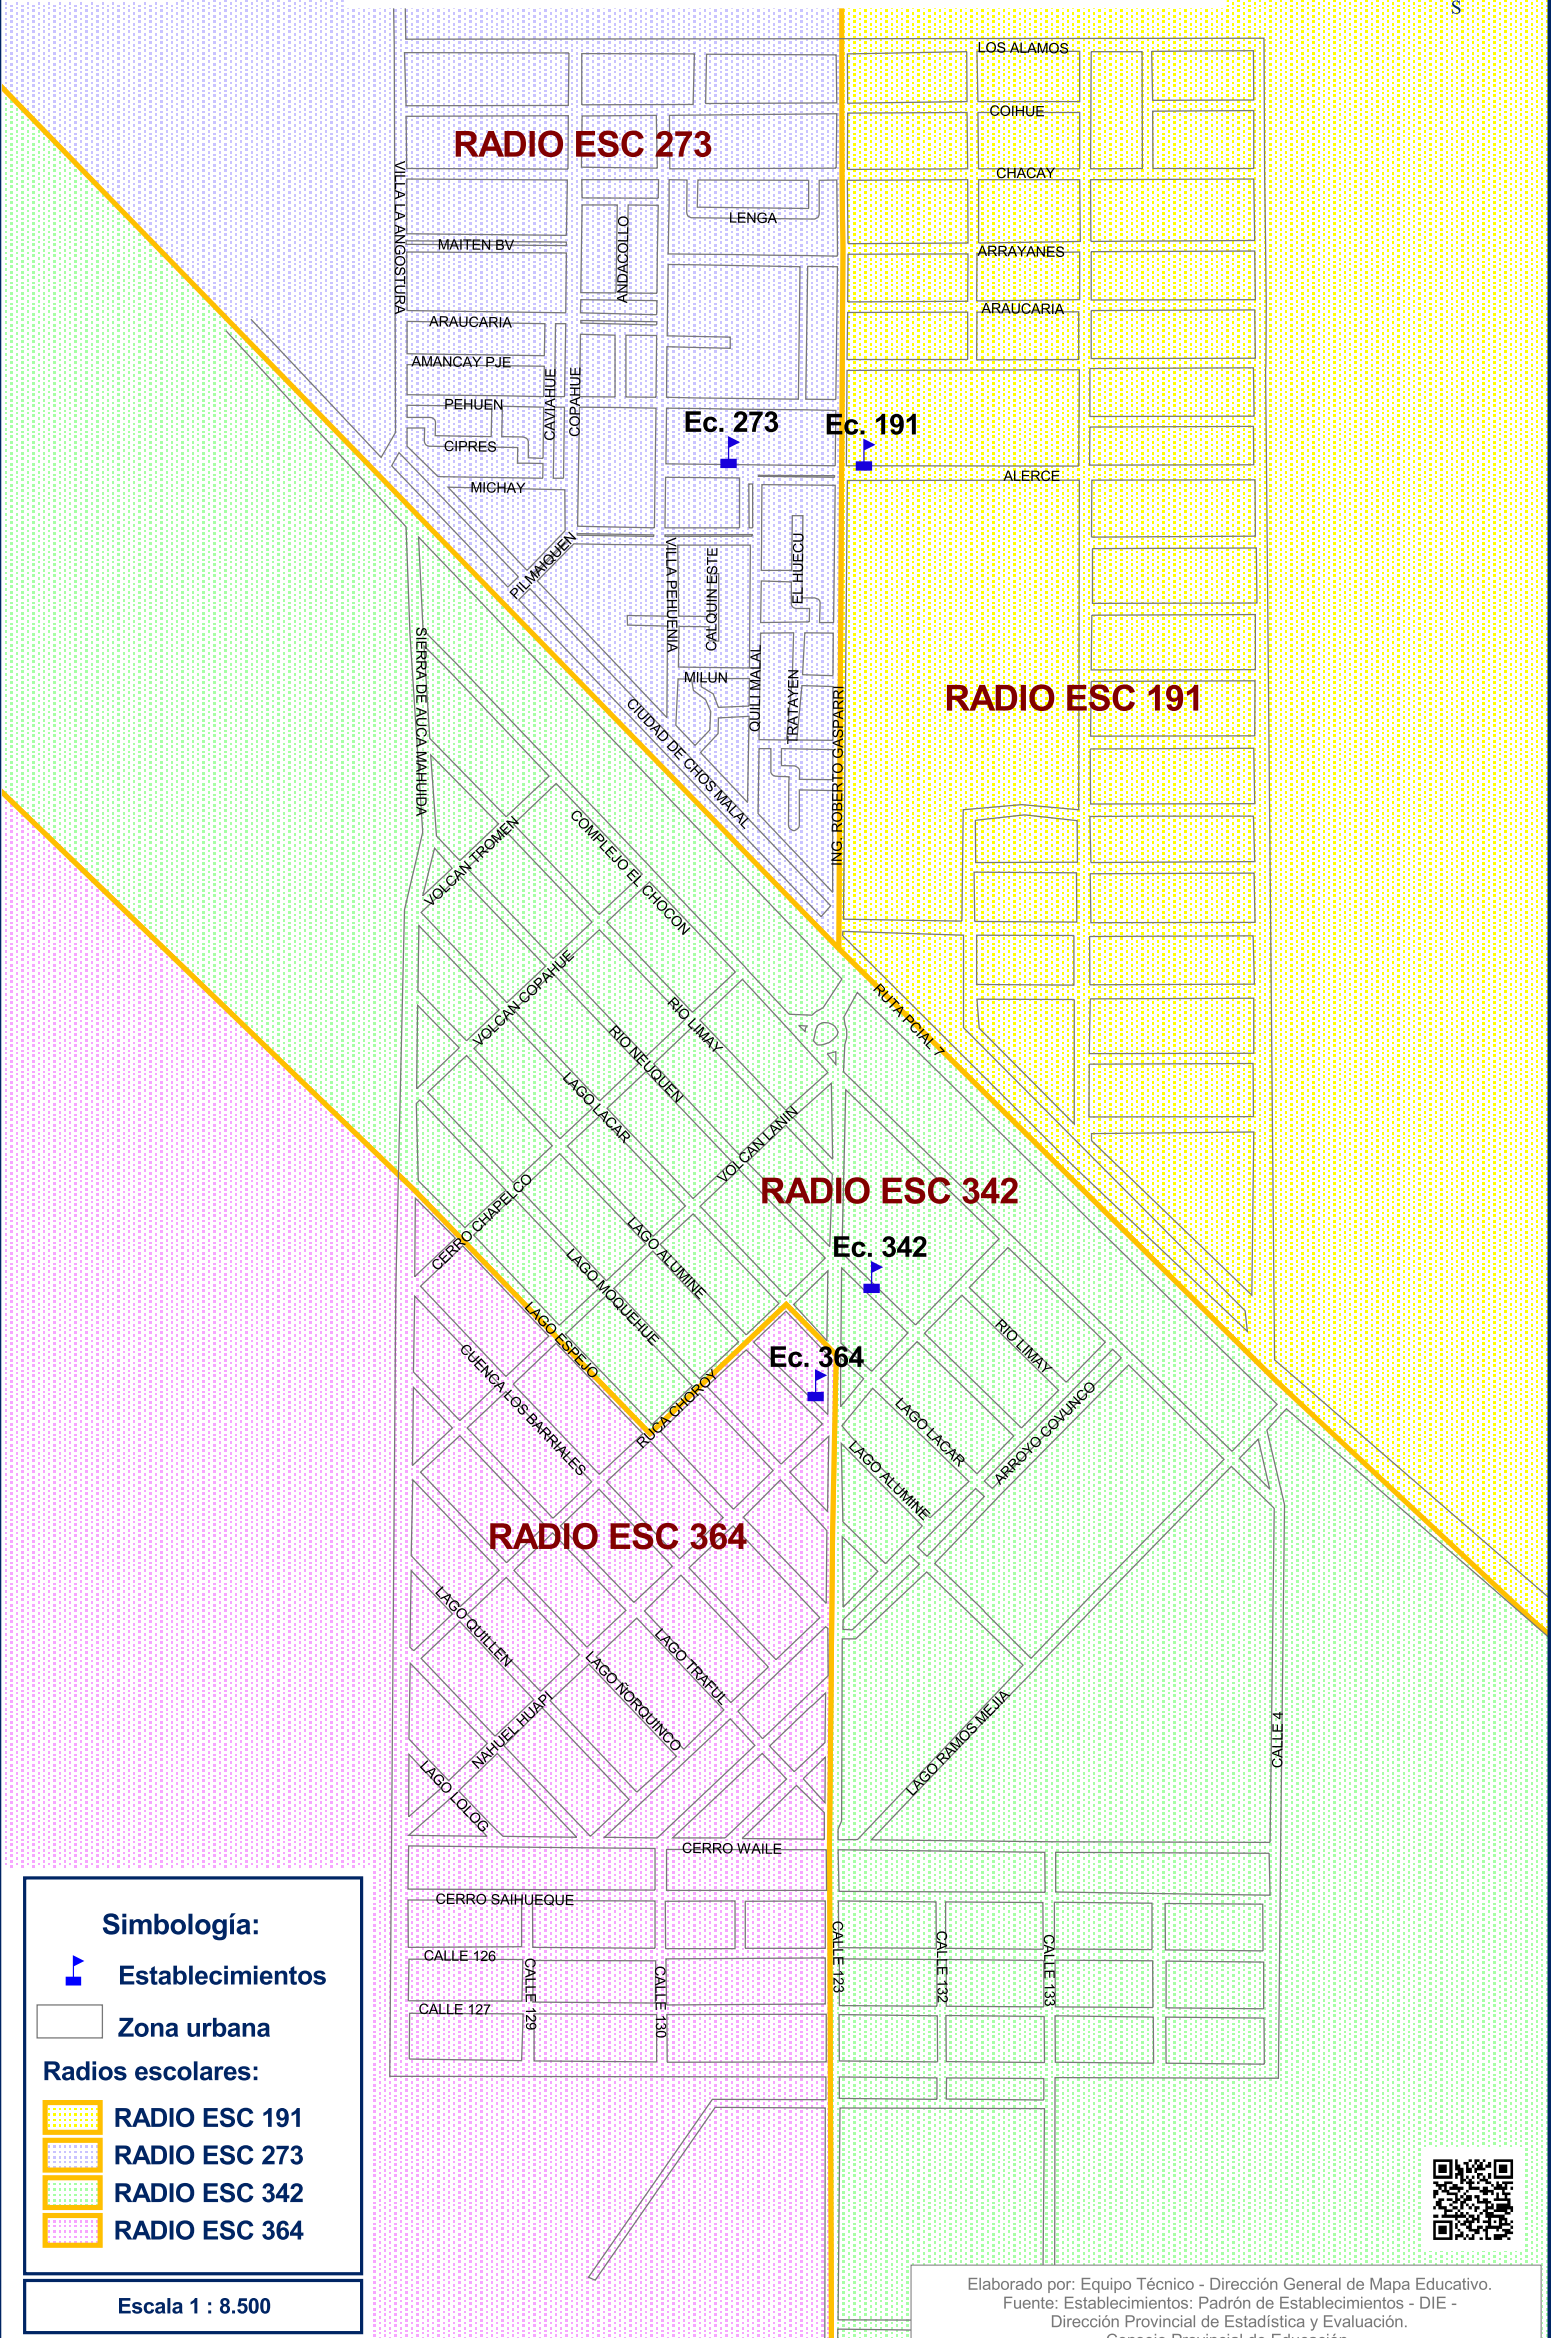 S
LOS ALAMOS
COIHUE
RADIO ESC 273
CHACAY
VILLA LA ANGOSTURA
LENGA
ANDACOLLO
MAITEN BV
ARRAYANES
ARAUCARIA
ARAUCARIA
AMANCAY PJE
CAVIAHUE
COPAHUE
PEHUEN
Ec. 273
Ec. 191
CIPRES
ALERCE
MICHAY
PILMAIQUEN
VILLA PEHUENIA
CALQUIN ESTE
EL HUECU
SIERRA DE AUCA MAHUIDA
MILUN
QUILI MALAL
TRATAYEN
ING. ROBERTO GASPARRI
RADIO ESC 191
CIUDAD DE CHOS MALAL
VOLCAN TROMEN
COMPLEJO EL CHOCON
VOLCAN COPAHUE
RIO LIMAY
RUTA PCIAL 7
RIO NEUQUEN
LAGO LACAR
VOLCAN LANIN
CERRO CHAPELCO
RADIO ESC 342
LAGO ALUMINE
Ec. 342
LAGO MOQUEHUE
LAGO ESPEJO
RIO LIMAY
CUENCA LOS BARRIALES
RUCA CHOROY
Ec. 364
LAGO LACAR
ARROYO COVUNCO
LAGO ALUMINE
RADIO ESC 364
LAGO QUILLEN
LAGO TRAFUL
LAGO ÑORQUINCO
NAHUEL HUAPI
LAGO RAMOS MEJIA
CALLE 4
LAGO LOLOG
CERRO WAILE
CERRO SAIHUEQUE
CALLE 126
CALLE 123
CALLE 132
CALLE 133
CALLE 129
CALLE 130
CALLE 127
Simbología:
Establecimientos
Zona urbana
Radios escolares:
RADIO ESC 191
RADIO ESC 273
RADIO ESC 342
RADIO ESC 364
Escala 1 : 8.500
Elaborado por: Equipo Técnico - Dirección General de Mapa Educativo.
Fuente: Establecimientos: Padrón de Establecimientos - DIE -
Dirección Provincial de Estadística y Evaluación.
Consejo Provincial de Educación